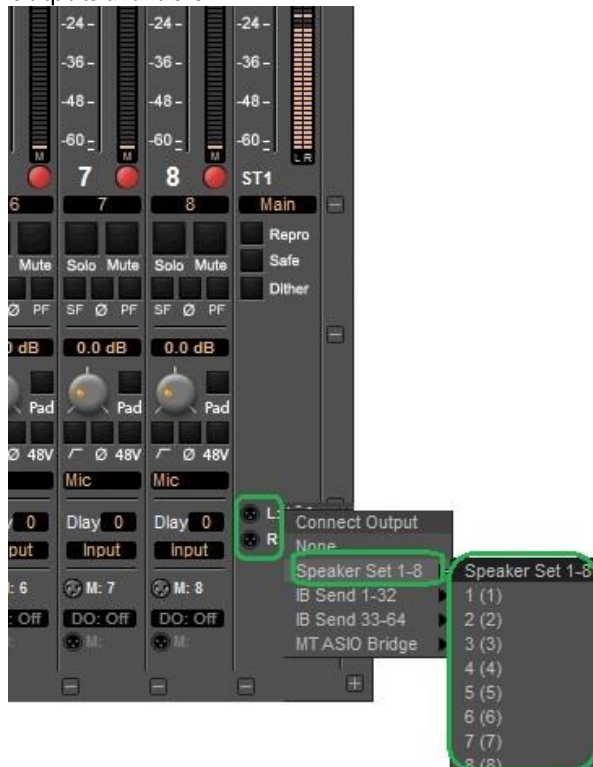 -24 - -24 - -24 -
-36 - -36 - -36 -
-48 - -48 - -48 -
-60 - -60 - -60 -
M M M L R
7 8 ST1
6 7 8 Main
Repro
Mute Solo Mute Solo Mute Safe
Dither
Ø PF SF Ø PF SF Ø PF
0 dB 0.0 dB 0.0 dB
Pad Pad Pad
Ø 48V Ø 48V Ø 48V
Mic Mic
0 Dlay 0 Dlay 0
put Input Input
L:
R
: 6 M: 7 M: 8
: Off DO: Off DO: Off
M: M:
Connect Output
None
Speaker Set 1-8
IB Send 1-32
IB Send 33-64
MT ASIO Bridge
Speaker Set 1-8
1 (1)
2 (2)
3 (3)
4 (4)
5 (5)
6 (6)
7 (7)
8 (8)